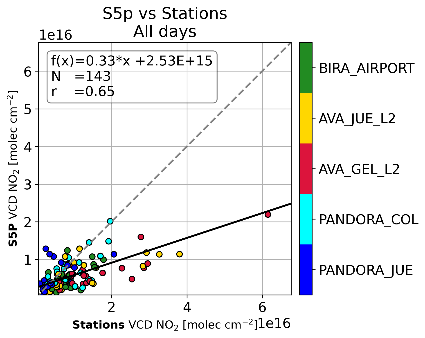 S5p vs Stations
All days
1e16
f(x)=0.33*x +2.53E+15
N =143
r =0.65
6
5
4
3
2
1
S5P VCD NO₂ [molec cm⁻²]
2
4
6
Stations VCD NO₂ [molec cm⁻²]
1e16
BIRA_AIRPORT
AVA_JUE_L2
AVA_GEL_L2
PANDORA_COL
PANDORA_JUE